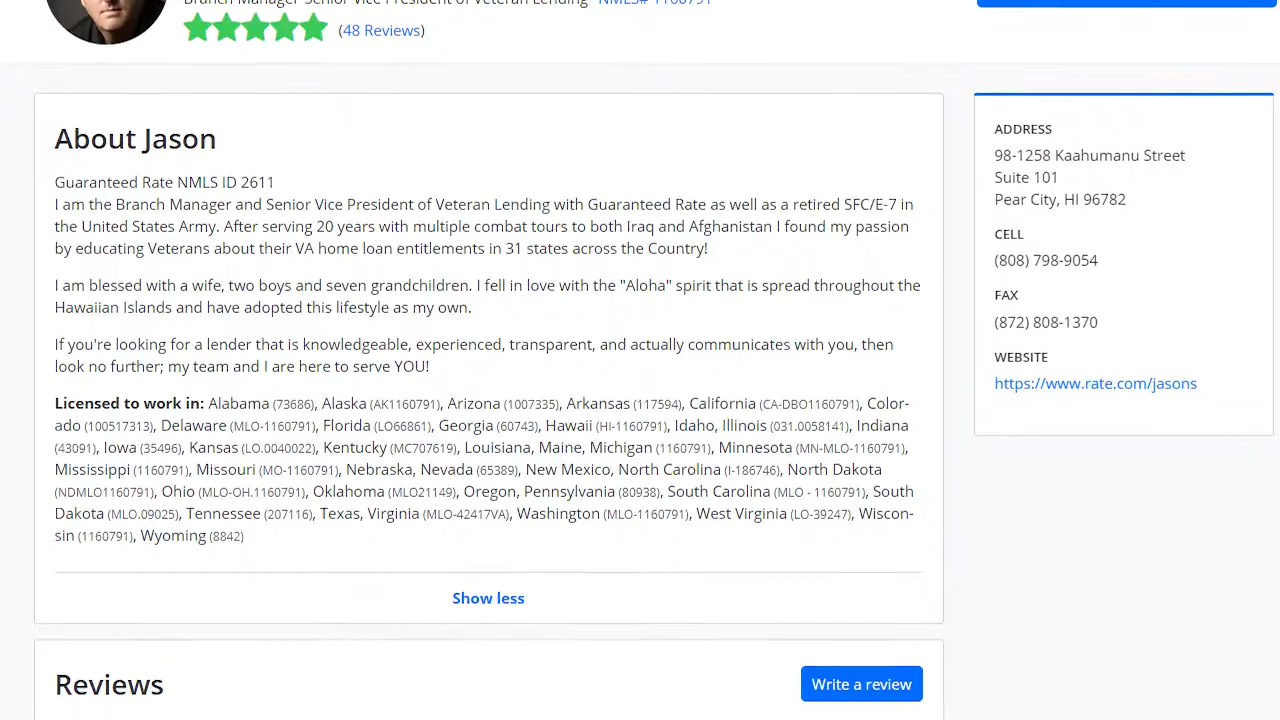 Branch Manager Senior Vice President of Veteran Lending NMLS# 1160791
(48 Reviews)
About Jason
Guaranteed Rate NMLS ID 2611
I am the Branch Manager and Senior Vice President of Veteran Lending with Guaranteed Rate as well as a retired SFC/E-7 in
the United States Army. After serving 20 years with multiple combat tours to both Iraq and Afghanistan I found my passion
by educating Veterans about their VA home loan entitlements in 31 states across the Country!
I am blessed with a wife, two boys and seven grandchildren. I fell in love with the "Aloha" spirit that is spread throughout the
Hawaiian Islands and have adopted this lifestyle as my own.
If you're looking for a lender that is knowledgeable, experienced, transparent, and actually communicates with you, then
look no further; my team and I are here to serve YOU!
Licensed to work in: Alabama (73686), Alaska (AK1160791), Arizona (1007335), Arkansas (117594), California (CA-DBO1160791), Color-
ado (100517313), Delaware (MLO-1160791), Florida (LO66861), Georgia (60743), Hawaii (HI-1160791), Idaho, Illinois (031.0058141), Indiana
(43091), Iowa (35496), Kansas (LO.0040022), Kentucky (MC707619), Louisiana, Maine, Michigan (1160791), Minnesota (MN-MLO-1160791),
Mississippi (1160791), Missouri (MO-1160791), Nebraska, Nevada (65389), New Mexico, North Carolina (I-186746), North Dakota
(NDMLO1160791), Ohio (MLO-OH.1160791), Oklahoma (MLO21149), Oregon, Pennsylvania (80938), South Carolina (MLO - 1160791), South
Dakota (MLO.09025), Tennessee (207116), Texas, Virginia (MLO-42417VA), Washington (MLO-1160791), West Virginia (LO-39247), Wiscon-
sin (1160791), Wyoming (8842)
Show less
Reviews
Write a review
ADDRESS
98-1258 Kaahumanu Street
Suite 101
Pear City, HI 96782
CELL
(808) 798-9054
FAX
(872) 808-1370
WEBSITE
https://www.rate.com/jasons